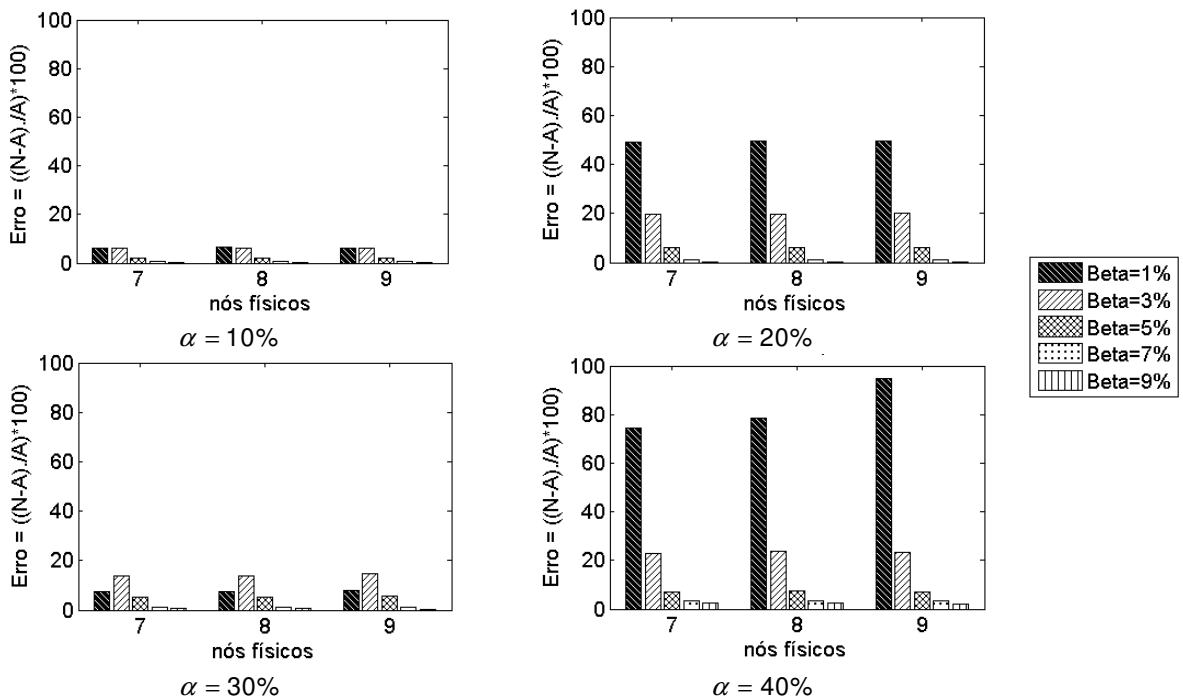 Erro = ((N-A)./A)*100)
100
80
60
40
20
0
7 8 9
nós físicos
α = 10%
Erro = ((N-A)./A)*100)
100
80
60
40
20
0
7 8 9
nós físicos
α = 20%
Erro = ((N-A)./A)*100)
100
80
60
40
20
0
7 8 9
nós físicos
α = 30%
Erro = ((N-A)./A)*100)
100
80
60
40
20
0
7 8 9
nós físicos
α = 40%
Beta=1%
Beta=3%
Beta=5%
Beta=7%
Beta=9%